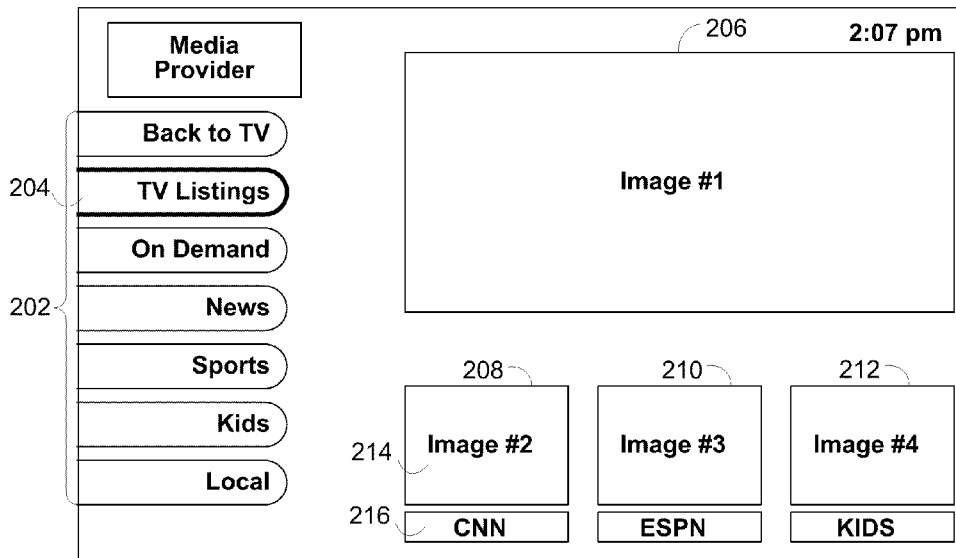 206
2:07 pm
Media
Provider
Back to TV
204
TV Listings
Image #1
On Demand
202
News
Sports
208
210
212
Kids
Image #2
Image #3
Image #4
214
Local
216
CNN
ESPN
KIDS